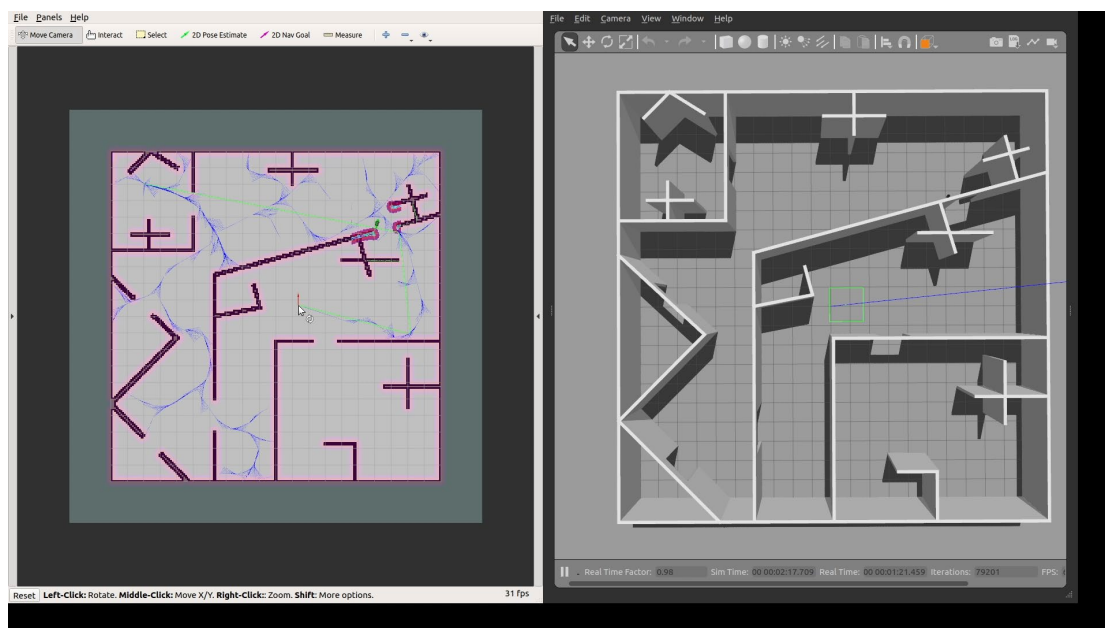 File Panels Help
Move Camera Interact Select 2D Pose Estimate 2D Nav Goal Measure
Reset Left-Click: Rotate. Middle-Click: Move X/Y. Right-Click:: Zoom. Shift: More options. 31 fps
File Edit Camera View Window Help
Real Time Factor: 0.98 Sim Time: 00 00:02:17.709 Real Time: 00 00:01:21.459 Iterations: 79201 FPS: